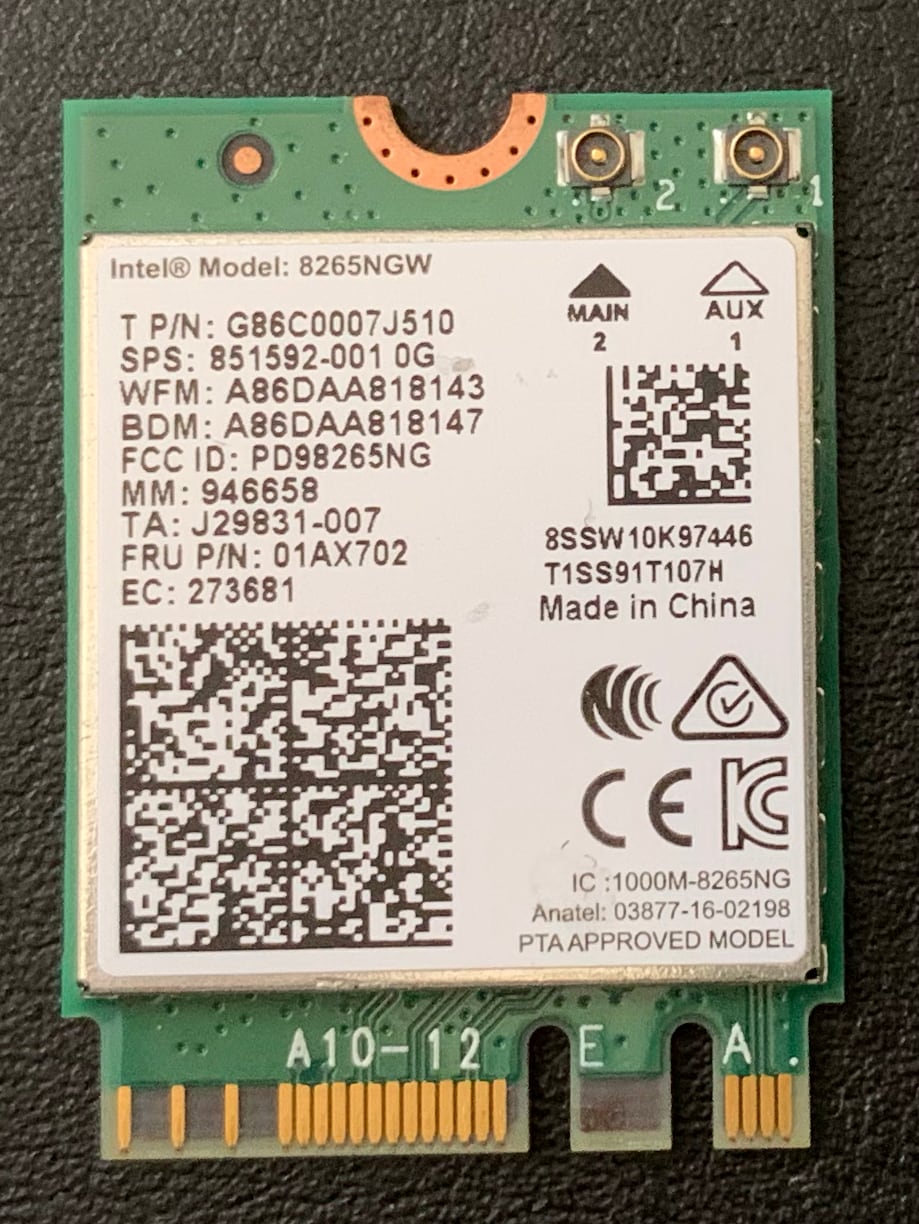 2
1
Intel® Model: 8265NGW
MAIN
2
AUX
1
T P/N: G86C0007J510
SPS: 851592-001 0G
WFM: A86DAA818143
BDM: A86DAA818147
FCC ID: PD98265NG
MM: 946658
TA: J29831-007
FRU P/N: 01AX702
EC: 273681
8SSW10K97446
T1SS91T107H
Made in China
CE
IC :1000M-8265NG
Anatel: 03877-16-02198
PTA APPROVED MODEL
A10-12 E A .